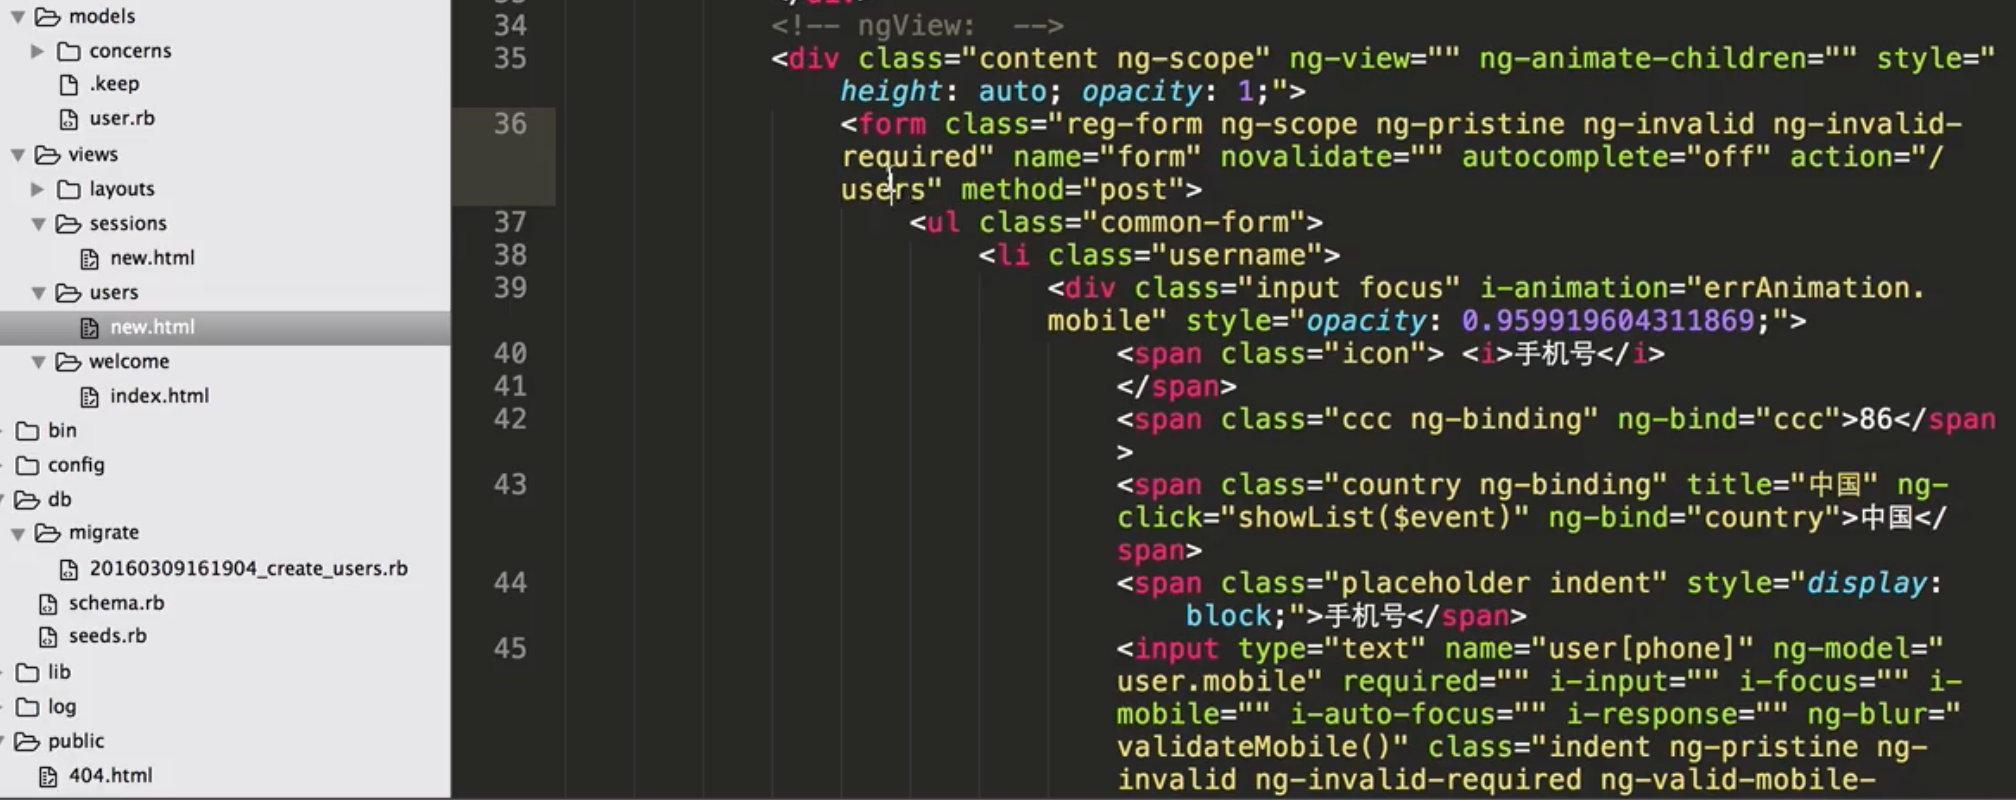 models
concerns
.keep
user.rb
views
layouts
sessions
new.html
users
new.html
welcome
index.html
bin
config
db
migrate
20160309161904_create_users.rb
schema.rb
seeds.rb
lib
log
public
404.html
34 <!-- ngView:  -->
35 <div class="content ng-scope" ng-view="" ng-animate-children="" style="
height: auto; opacity: 1;">
36 <form class="reg-form ng-scope ng-pristine ng-invalid ng-invalid-
required" name="form" novalidate="" autocomplete="off" action="/
users" method="post">
37 <ul class="common-form">
38 <li class="username">
39 <div class="input focus" i-animation="errAnimation.
mobile" style="opacity: 0.959919604311869;">
40 <span class="icon"> <i>手机号</i>
41 </span>
42 <span class="ccc ng-binding" ng-bind="ccc">86</span
>
43 <span class="country ng-binding" title="中国" ng-
click="showList($event)" ng-bind="country">中国</
span>
44 <span class="placeholder indent" style="display:
block;">手机号</span>
45 <input type="text" name="user[phone]" ng-model="
user.mobile" required="" i-input="" i-focus="" i-
mobile="" i-auto-focus="" i-response="" ng-blur="
validateMobile()" class="indent ng-pristine ng-
invalid ng-invalid-required ng-valid-mobile-